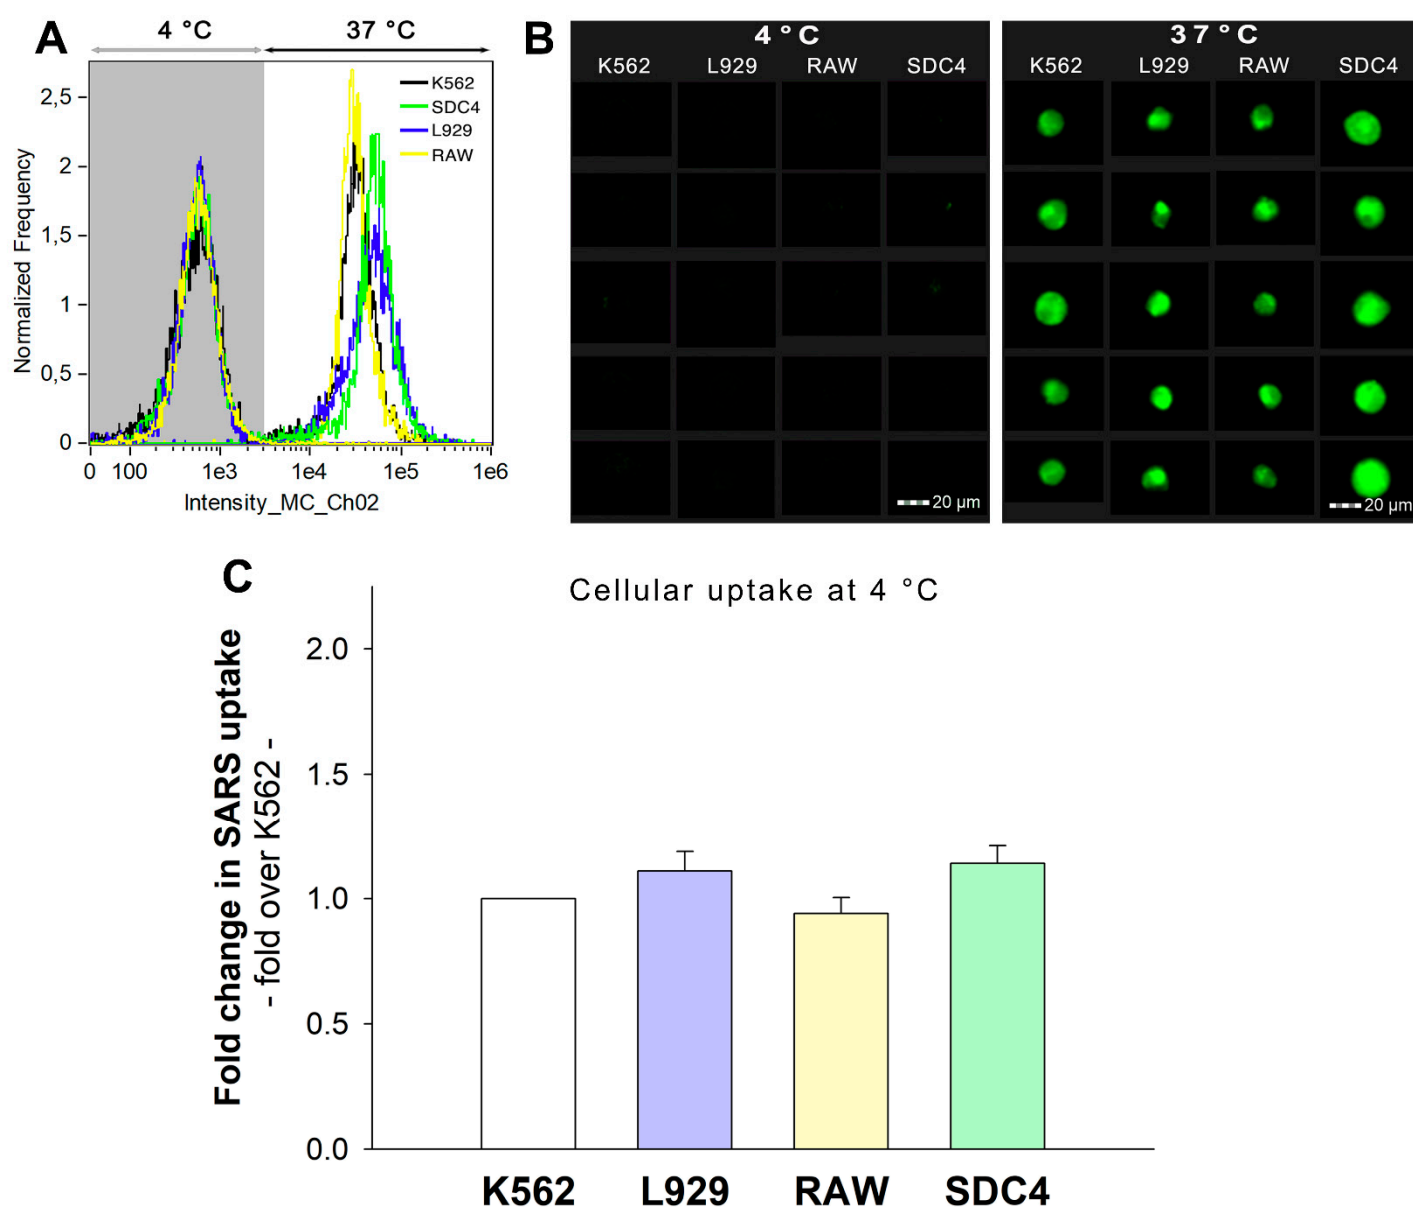 A
4 °C
37 °C
K562
SDC4
L929
RAW
2,5
2
1,5
1
0,5
0
Normalized Frequency
0 100 1e3 1e4 1e5 1e6
Intensity_MC_Ch02
B
4°C
K562 L929 RAW SDC4
20 µm
37°C
K562 L929 RAW SDC4
20 µm
C
Cellular uptake at 4 °C
Fold change in SARS uptake
- fold over K562 -
2.0
1.5
1.0
0.5
0.0
K562 L929 RAW SDC4